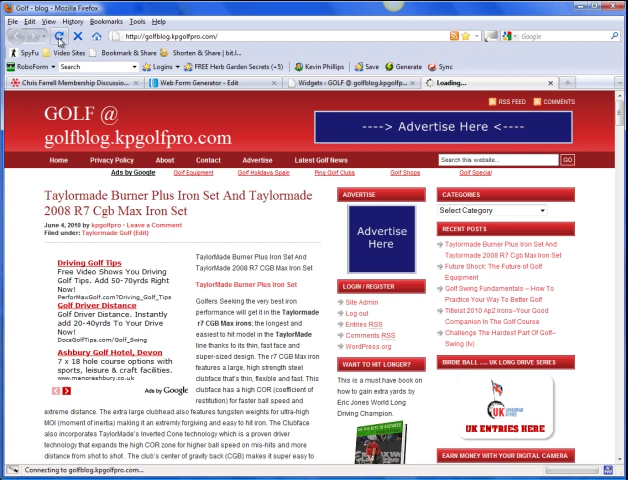 Golf - blog - Mozilla Firefox
File Edit View History Bookmarks Tools Help
http://golfblog.kpgolfpro.com/
Google
SpyFu Video Sites Bookmark & Share Shorten & Share | bit.l...
RoboForm Search Logins FREE Herb Garden Secrets (+5) Kevin Phillips Save Generate Sync
Chris Farrell Membership Discussio... Web Form Generator - Edit Widgets ‹ GOLF @ golfblog.kpgolfp... Loading...
RSS FEED COMMENTS
GOLF @
golfblog.kpgolfpro.com
----> Advertise Here <----
Home Privacy Policy About Contact Advertise Latest Golf News
Search this website... GO
Ads by Google Golf Equipment Golf Holidays Spain Ping Golf Clubs Golf Shops Golf Special
Taylormade Burner Plus Iron Set And Taylormade
2008 R7 Cgb Max Iron Set
June 4, 2010 by kpgolfpro · Leave a Comment
Filed under: Taylormade Golf (Edit)
Driving Golf Tips
Free Video Shows You Driving
Golf Tips. Add 50-70yrds Right
Now!
PerformaxGolf.com?Driving_Golf_Tips
Golf Driver Distance
Golf Driver Distance. Instantly
add 20-40yrds To Your Drive
Now!
DocsGolfTips.com/Golf_Swing
Ashbury Golf Hotel, Devon
7 x 18 hole courses with
sports, leisure & craft facilities.
www.manorashbury.co.uk
Ads by Google
TaylorMade Burner Plus Iron Set And
TaylorMade 2008 R7 CGB Max Iron Set
TaylorMade Burner Plus Iron Set
Golfers Seeking the very best iron
performance will get it in the Taylormade
r7 CGB Max irons; the longest and
easiest to hit model in the TaylorMade
line thanks to its thin, fast face and
super-sized design. The r7 CGB Max iron
features a large, high strength steel
clubface that's thin, flexible and fast. This
clubface has a high COR (coefficient of
restitution) for faster ball speed and
extreme distance. The extra large clubhead also features tungsten weights for ultra-high
MOI (moment of inertia) making it an extremely forgiving and easy to hit iron. The Clubface
also incorporates TaylorMade's Inverted Cone technology which is a proven driver
technology that expands the high COR zone for higher ball speed on mis-hits and more
distance from shot to shot. The club's center of gravity back (CGB) makes it super easy to
ADVERTISE
Advertise
Here
LOGIN / REGISTER
Site Admin
Log out
Entries RSS
Comments RSS
WordPress.org
WANT TO HIT LONGER?
This is a must have book on
how to gain extra yards by
Eric Jones World Long
Driving Champion.
CATEGORIES
Select Category
RECENT POSTS
Taylormade Burner Plus Iron Set And
Taylormade 2008 R7 Cgb Max Iron Set
Future Shock: The Future of Golf
Equipment
Golf Swing Fundamentals – How To
Practice Your Way To Better Golf
Titleist 2010 Ap2 Irons–Your Good
Companion In The Golf Course
Challenge The Hardest Part Of Golf–
Swing (Iv)
BIRDIE BALL .... UK LONG DRIVE SERIES
UK
UK ENTRIES HERE
EARN MONEY WITH YOUR DIGITAL CAMERA
Connecting to golfblog.kpgolfpro.com...